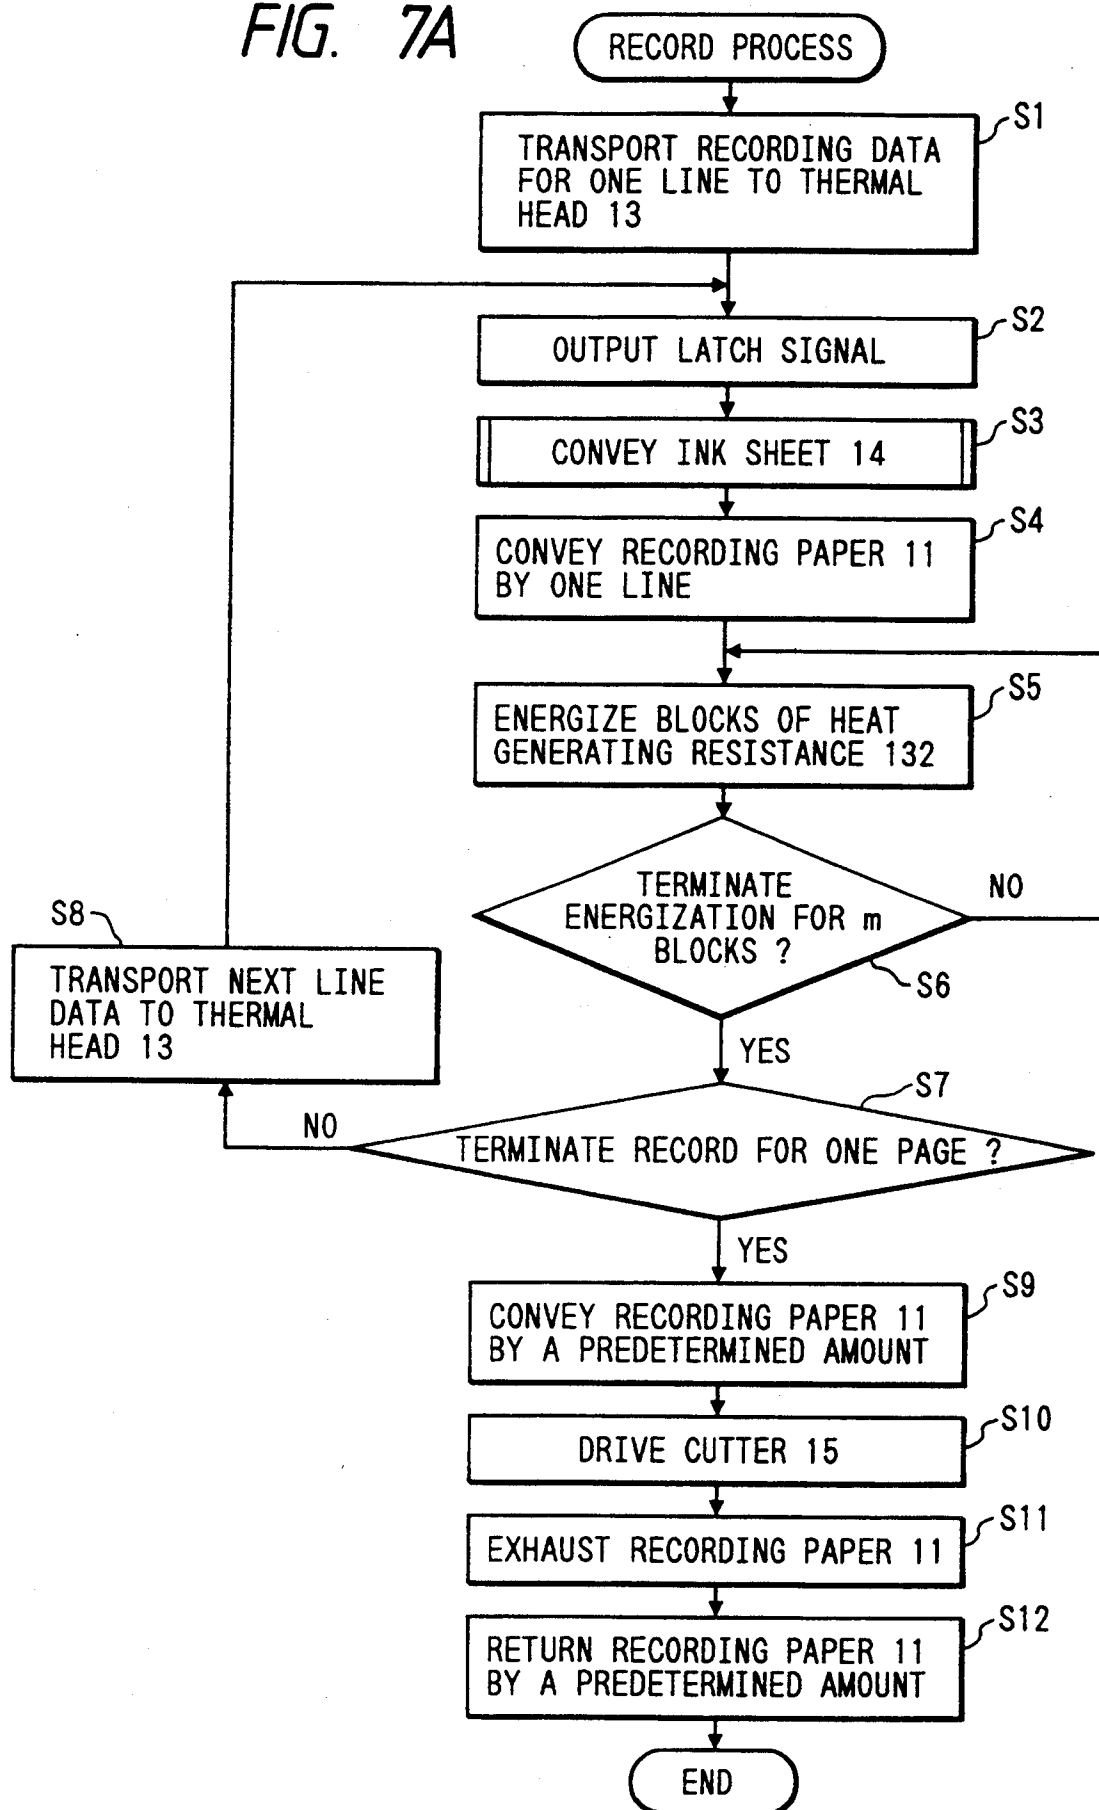 FIG. 7A
RECORD PROCESS
S1
TRANSPORT RECORDING DATA
FOR ONE LINE TO THERMAL
HEAD 13
S2
OUTPUT LATCH SIGNAL
S3
CONVEY INK SHEET 14
S4
CONVEY RECORDING PAPER 11
BY ONE LINE
S5
ENERGIZE BLOCKS OF HEAT
GENERATING RESISTANCE 132
TERMINATE
ENERGIZATION FOR m
BLOCKS ?
NO
S6
YES
S8
TRANSPORT NEXT LINE
DATA TO THERMAL
HEAD 13
S7
NO
TERMINATE RECORD FOR ONE PAGE ?
YES
S9
CONVEY RECORDING PAPER 11
BY A PREDETERMINED AMOUNT
S10
DRIVE CUTTER 15
S11
EXHAUST RECORDING PAPER 11
S12
RETURN RECORDING PAPER 11
BY A PREDETERMINED AMOUNT
END